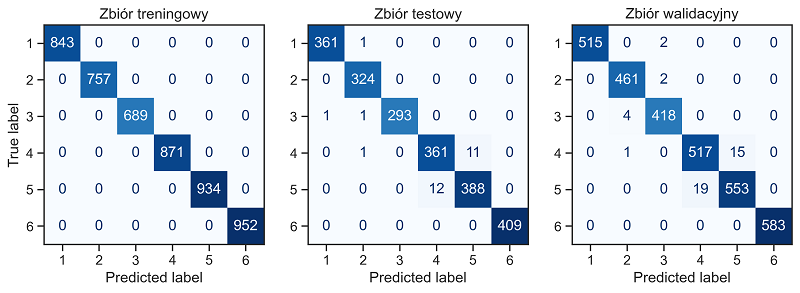 Zbiór treningowy
Zbiór testowy
Zbiór walidacyjny
True label
1 843 0 0 0 0 0
2 0 757 0 0 0 0
3 0 0 689 0 0 0
4 0 0 0 871 0 0
5 0 0 0 0 934 0
6 0 0 0 0 0 952
1 2 3 4 5 6
Predicted label
1 361 1 0 0 0 0
2 0 324 0 0 0 0
3 1 1 293 0 0 0
4 0 1 0 361 11 0
5 0 0 0 12 388 0
6 0 0 0 0 0 409
1 2 3 4 5 6
Predicted label
1 515 0 2 0 0 0
2 0 461 2 0 0 0
3 0 4 418 0 0 0
4 0 1 0 517 15 0
5 0 0 0 19 553 0
6 0 0 0 0 0 583
1 2 3 4 5 6
Predicted label